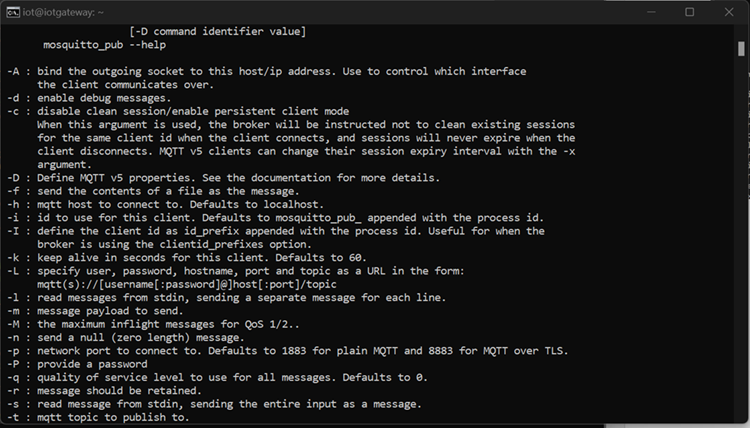 iot@iotgateway: ~
[-D command identifier value]
mosquitto_pub --help
-A : bind the outgoing socket to this host/ip address. Use to control which interface
the client communicates over.
-d : enable debug messages.
-c : disable clean session/enable persistent client mode
When this argument is used, the broker will be instructed not to clean existing sessions
for the same client id when the client connects, and sessions will never expire when the
client disconnects. MQTT v5 clients can change their session expiry interval with the -x
argument.
-D : Define MQTT v5 properties. See the documentation for more details.
-f : send the contents of a file as the message.
-h : mqtt host to connect to. Defaults to localhost.
-i : id to use for this client. Defaults to mosquitto_pub_ appended with the process id.
-I : define the client id as id_prefix appended with the process id. Useful for when the
broker is using the clientid_prefixes option.
-k : keep alive in seconds for this client. Defaults to 60.
-L : specify user, password, hostname, port and topic as a URL in the form:
mqtt(s)://[username[:password]@]host[:port]/topic
-l : read messages from stdin, sending a separate message for each line.
-m : message payload to send.
-M : the maximum inflight messages for QoS 1/2..
-n : send a null (zero length) message.
-p : network port to connect to. Defaults to 1883 for plain MQTT and 8883 for MQTT over TLS.
-P : provide a password
-q : quality of service level to use for all messages. Defaults to 0.
-r : message should be retained.
-s : read message from stdin, sending the entire input as a message.
-t : mqtt topic to publish to.